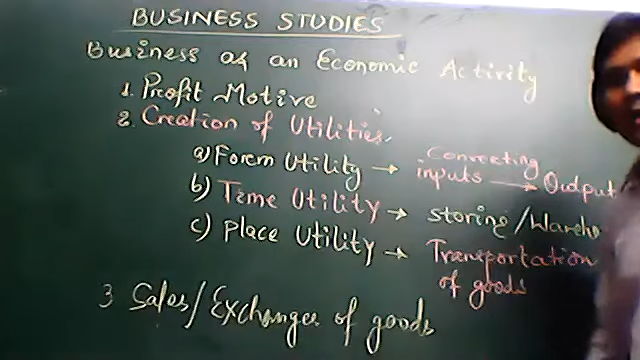 BUSINESS STUDIES
Business as an Economic Activity
1. Profit Motive
2. Creation of Utilities.
a) Form Utility → Converting inputs → Output
b) Time Utility → storing/Wareho
c) Place Utility → Transportation of goods
3 Sales/Exchanges of goods